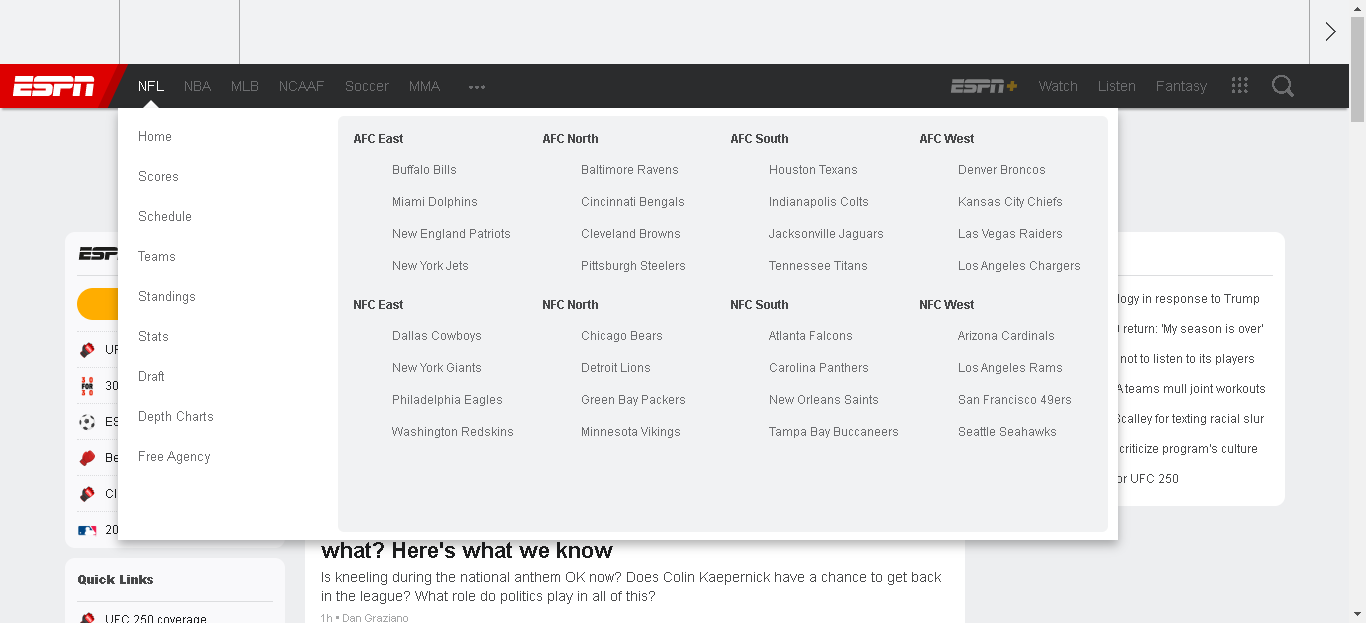 ESPN NFL NBA MLB NCAAF Soccer MMA ESPN+ Watch Listen Fantasy
Home
Scores
Schedule
Teams
Standings
Stats
Draft
Depth Charts
Free Agency
AFC East
Buffalo Bills
Miami Dolphins
New England Patriots
New York Jets
AFC North
Baltimore Ravens
Cincinnati Bengals
Cleveland Browns
Pittsburgh Steelers
AFC South
Houston Texans
Indianapolis Colts
Jacksonville Jaguars
Tennessee Titans
AFC West
Denver Broncos
Kansas City Chiefs
Las Vegas Raiders
Los Angeles Chargers
NFC East
Dallas Cowboys
New York Giants
Philadelphia Eagles
Washington Redskins
NFC North
Chicago Bears
Detroit Lions
Green Bay Packers
Minnesota Vikings
NFC South
Atlanta Falcons
Carolina Panthers
New Orleans Saints
Tampa Bay Buccaneers
NFC West
Arizona Cardinals
Los Angeles Rams
San Francisco 49ers
Seattle Seahawks
30
20
Quick Links
UFC 250 coverage
what? Here's what we know
Is kneeling during the national anthem OK now? Does Colin Kaepernick have a chance to get back
in the league? What role do politics play in all of this?
1h • Dan Graziano
in response to Trump
return: 'My season is over'
not to listen to its players
teams mull joint workouts
for texting racial slur
criticize program's culture
UFC 250